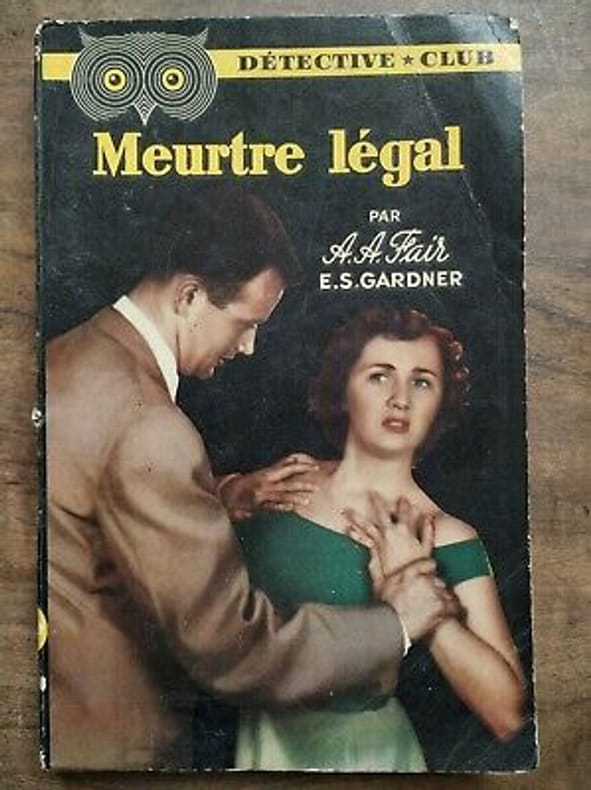 DÉTECTIVE ★ CLUB
Meurtre légal
PAR
A.A. Fair
E.S. GARDNER